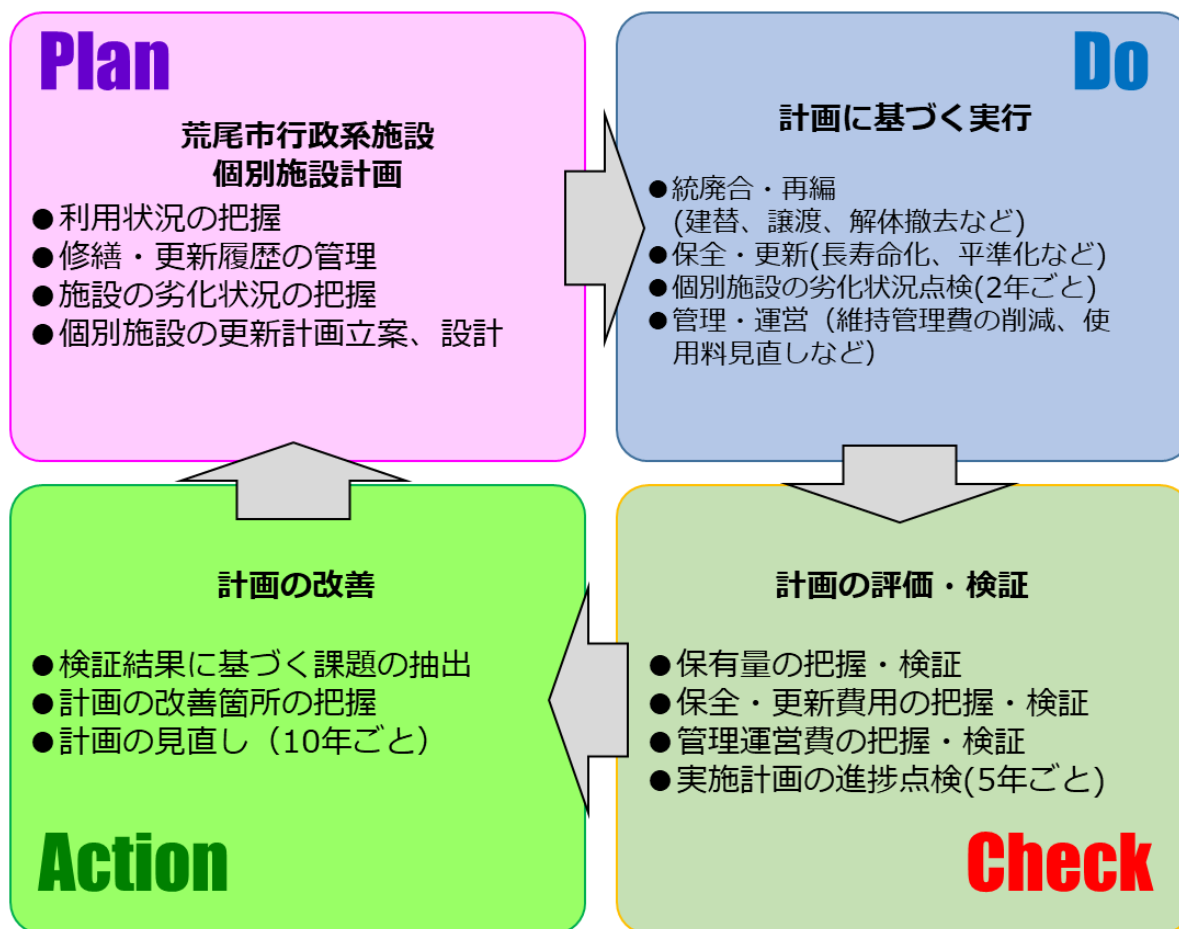 Plan
荒尾市行政系施設
個別施設計画
●利用状況の把握
●修繕・更新履歴の管理
●施設の劣化状況の把握
●個別施設の更新計画立案、設計
Do
計画に基づく実行
●統廃合・再編
(建替、譲渡、解体撤去など)
●保全・更新(長寿命化、平準化など)
●個別施設の劣化状況点検(2年ごと)
●管理・運営（維持管理費の削減、使
用料見直しなど）
計画の改善
●検証結果に基づく課題の抽出
●計画の改善箇所の把握
●計画の見直し（10年ごと）
Action
計画の評価・検証
●保有量の把握・検証
●保全・更新費用の把握・検証
●管理運営費の把握・検証
●実施計画の進捗点検(5年ごと)
Check